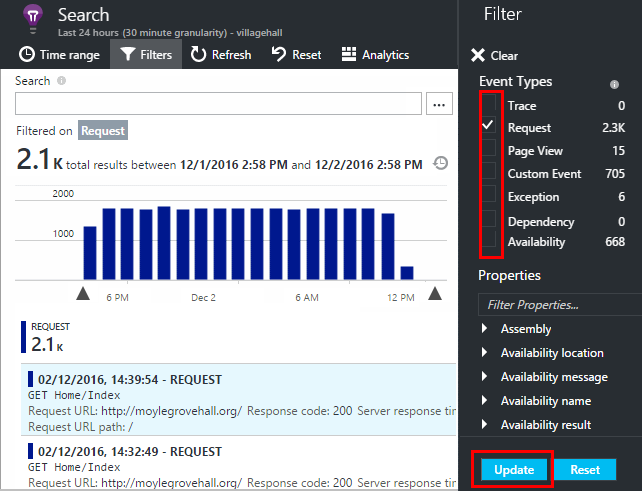 Search
Last 24 hours (30 minute granularity) - villagehall
Time range Filters Refresh Reset Analytics
Search
...
Filtered on Request
2.1 K total results between 12/1/2016 2:58 PM and 12/2/2016 2:58 PM
2000
1000
6 PM Dec 2 6 AM 12 PM
REQUEST
2.1 K
02/12/2016, 14:39:54 - REQUEST
GET Home/Index
Request URL: http://moylegrovehall.org/ Response code: 200 Server response tim
Request URL path: /
02/12/2016, 14:32:49 - REQUEST
GET Home/Index
Request URL: http://moylegrovehall.org/ Response code: 200 Server response tim
Filter
Clear
Event Types
Trace 0
Request 2.3K
Page View 15
Custom Event 705
Exception 6
Dependency 0
Availability 668
Properties
Filter Properties...
Assembly
Availability location
Availability message
Availability name
Availability result
Update Reset